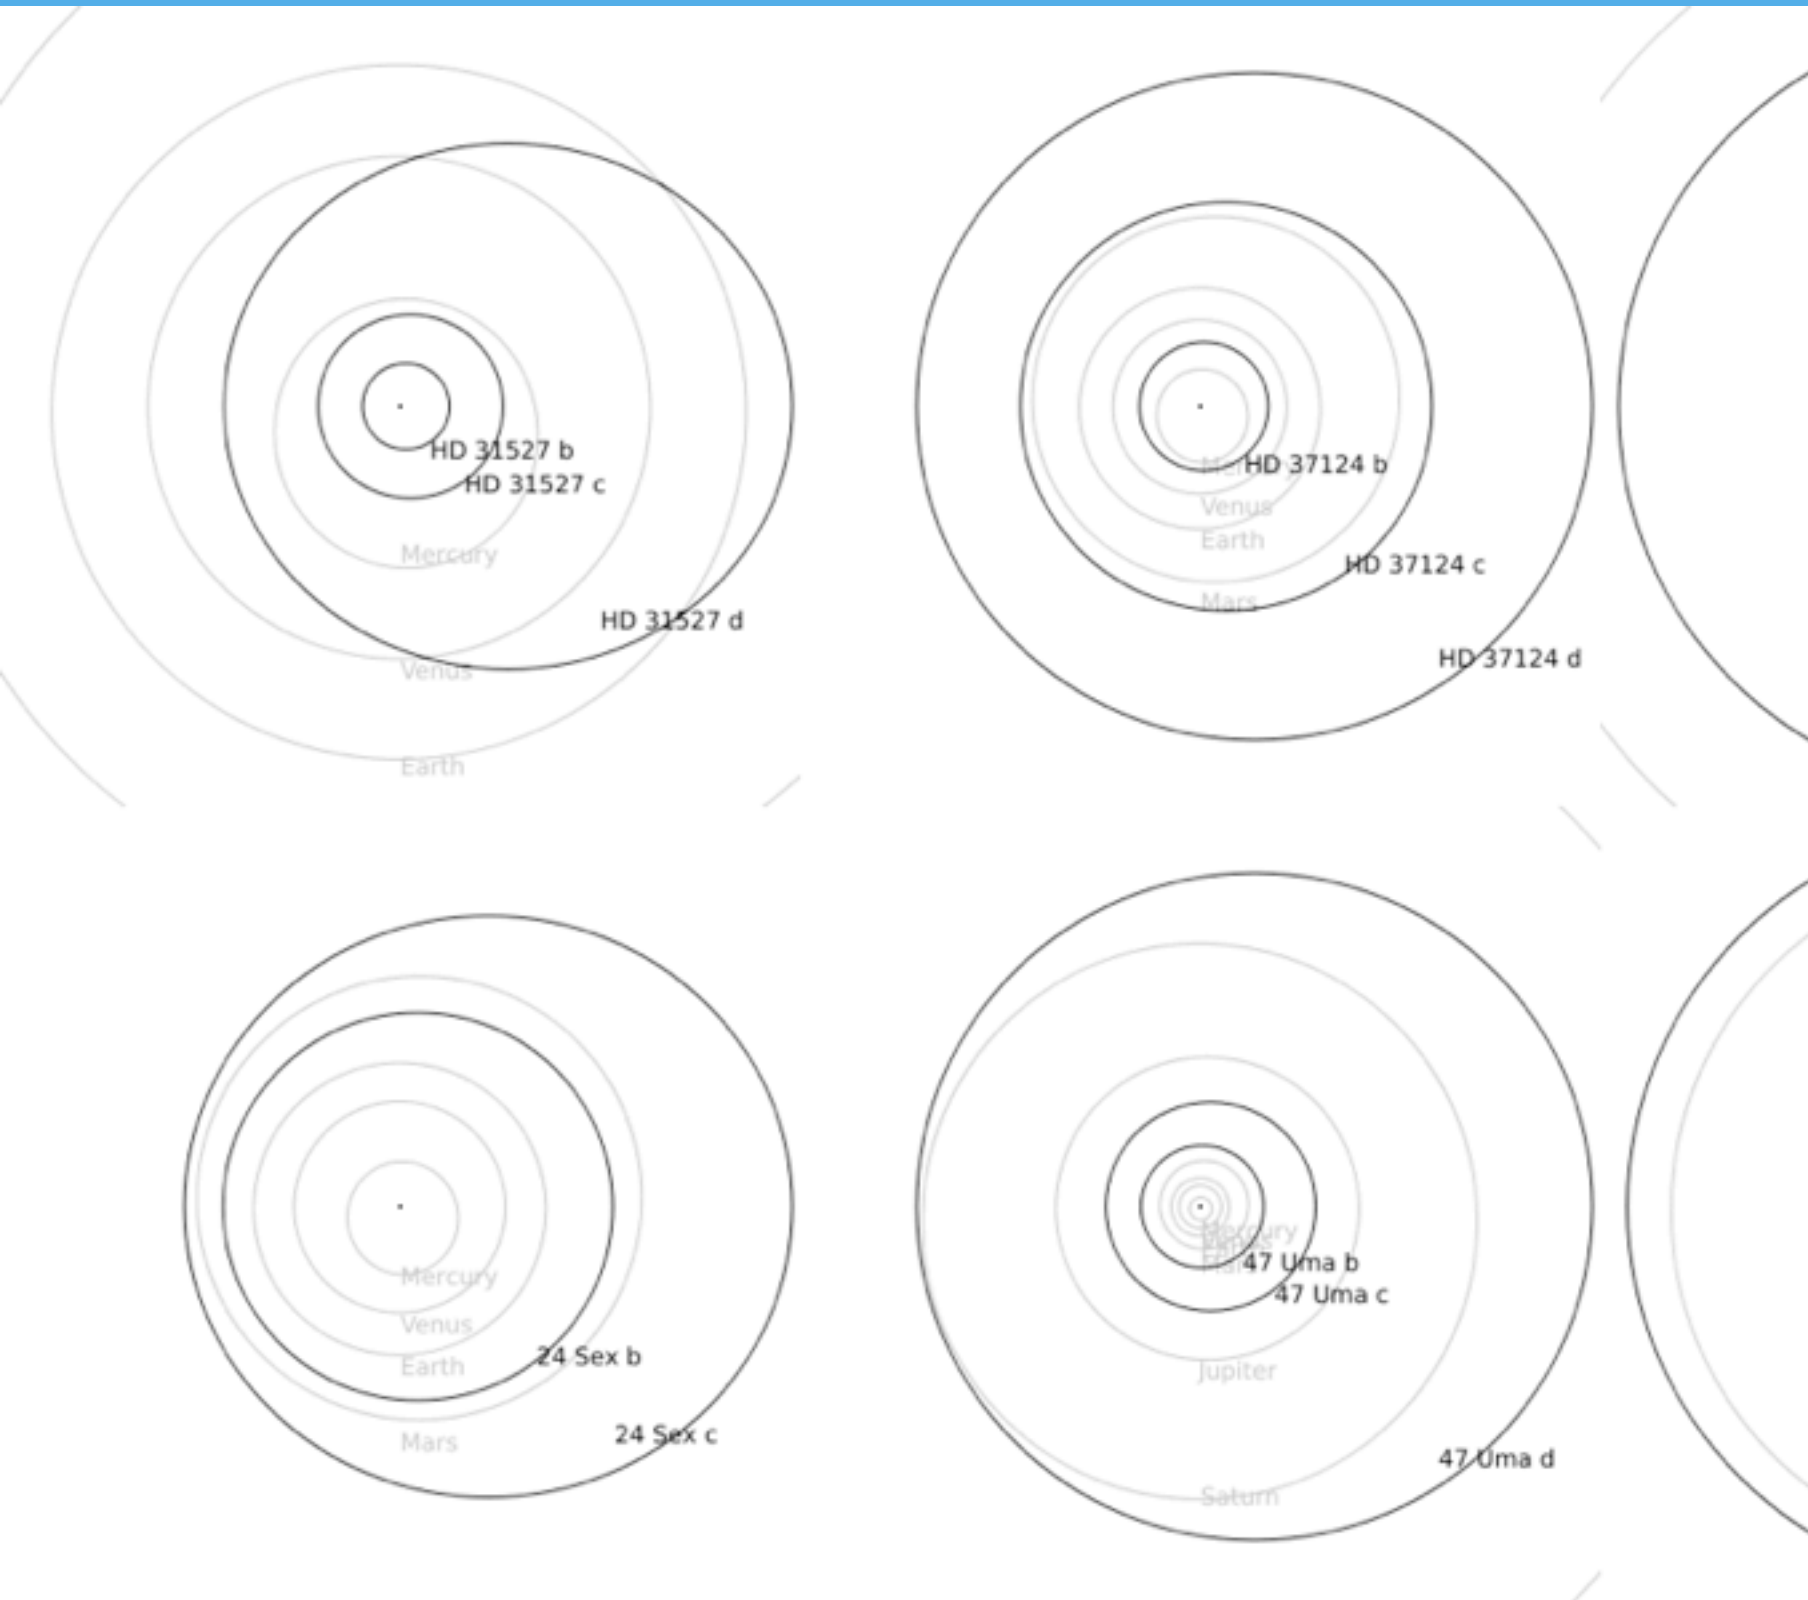 HD 31527 b
HD 31527 c
Mercury
HD 31527 d
Venus
Earth
HD 37124 b
Venus
Earth
HD 37124 c
Mars
HD 37124 d
Mercury
Venus
24 Sex b
Earth
24 Sex c
Mars
Mercury
47 Uma b
47 Uma c
Jupiter
47 Uma d
Saturn